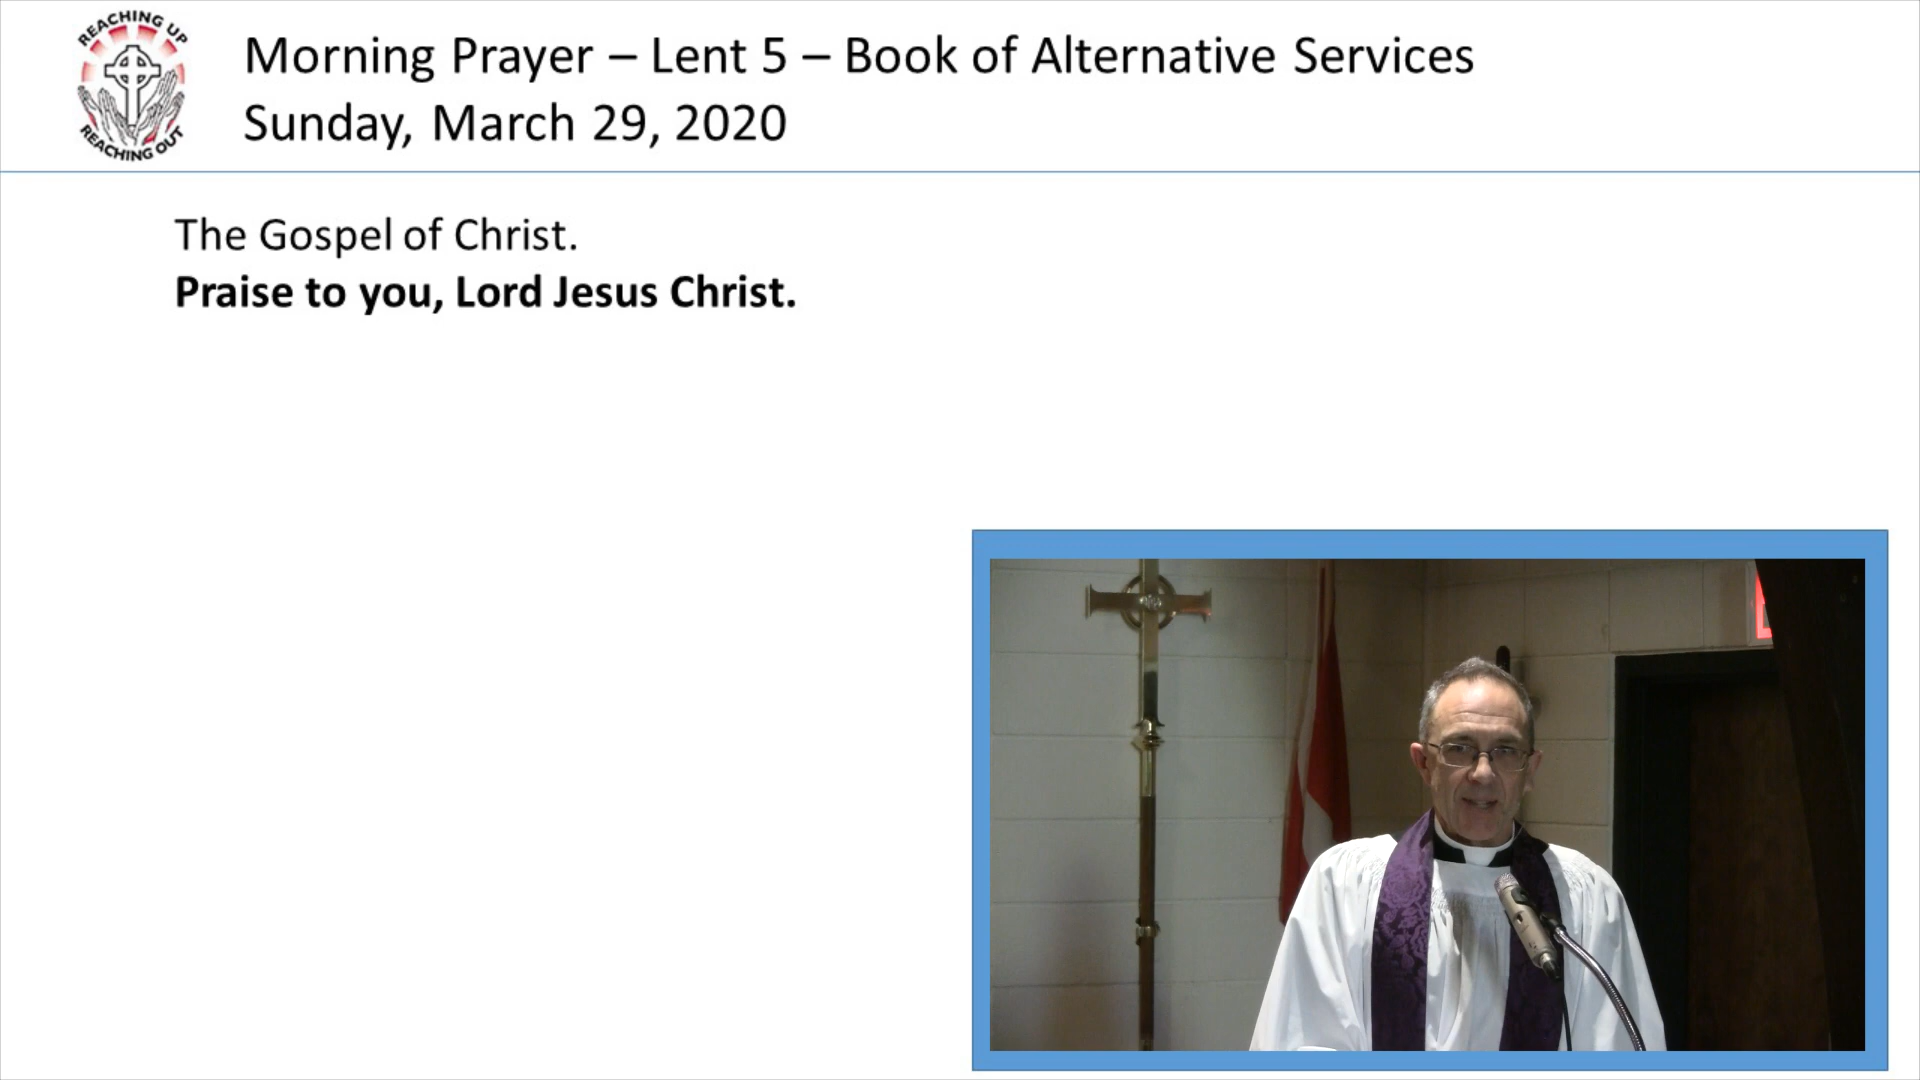 REACHING UP
REACHING OUT
Morning Prayer – Lent 5 – Book of Alternative Services
Sunday, March 29, 2020
The Gospel of Christ.
Praise to you, Lord Jesus Christ.